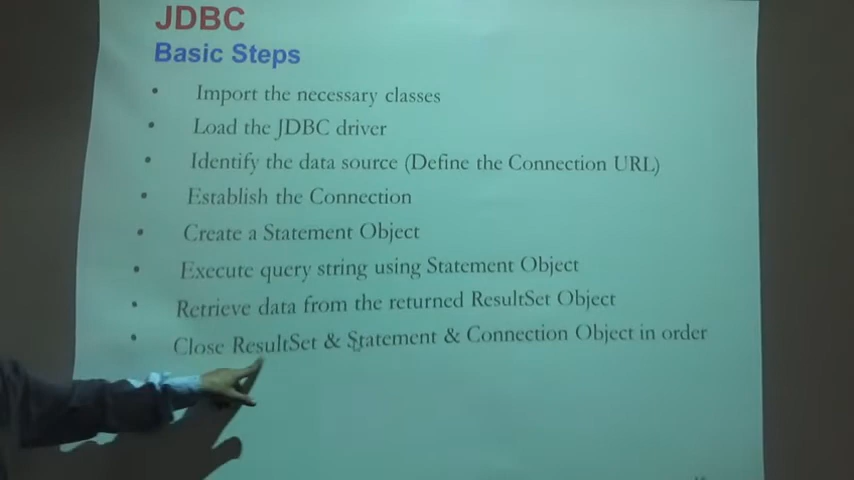 JDBC
Basic Steps
• Import the necessary classes
• Load the JDBC driver
• Identify the data source (Define the Connection URL)
• Establish the Connection
• Create a Statement Object
• Execute query string using Statement Object
• Retrieve data from the returned ResultSet Object
• Close ResultSet & Statement & Connection Object in order